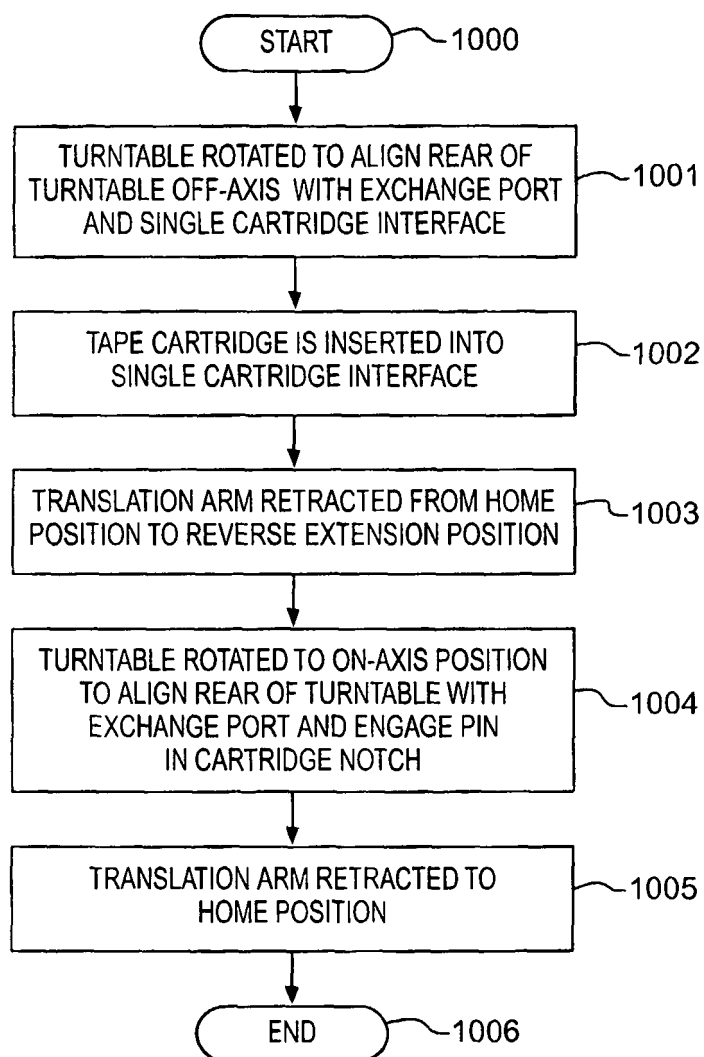 START
1000
TURNTABLE ROTATED TO ALIGN REAR OF
TURNTABLE OFF-AXIS WITH EXCHANGE PORT
AND SINGLE CARTRIDGE INTERFACE
1001
TAPE CARTRIDGE IS INSERTED INTO
SINGLE CARTRIDGE INTERFACE
1002
TRANSLATION ARM RETRACTED FROM HOME
POSITION TO REVERSE EXTENSION POSITION
1003
TURNTABLE ROTATED TO ON-AXIS POSITION
TO ALIGN REAR OF TURNTABLE WITH
EXCHANGE PORT AND ENGAGE PIN
IN CARTRIDGE NOTCH
1004
TRANSLATION ARM RETRACTED TO
HOME POSITION
1005
END
1006